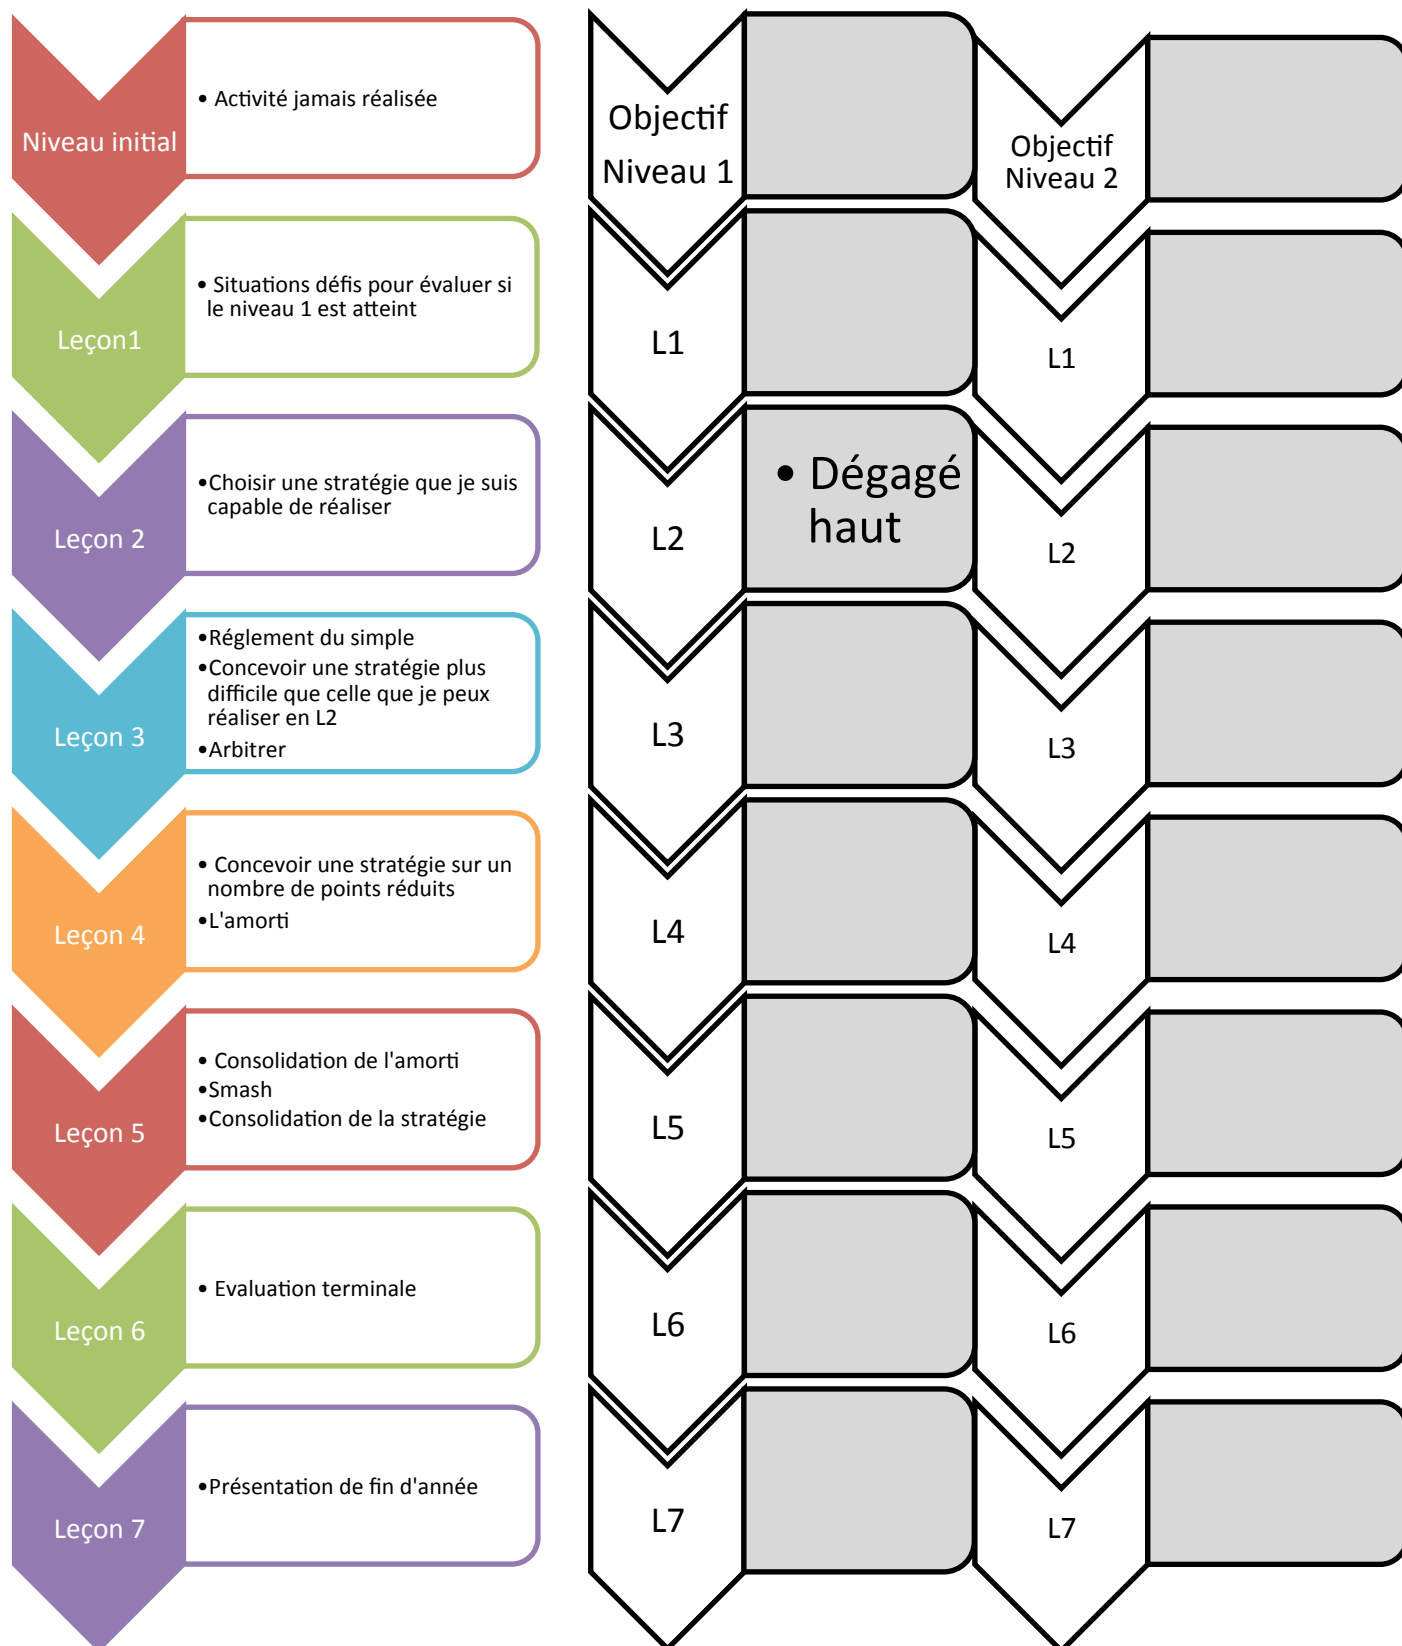 Niveau initial
• Activité jamais réalisée
Leçon1
• Situations défis pour évaluer si
le niveau 1 est atteint
Leçon 2
•Choisir une stratégie que je suis
capable de réaliser
Leçon 3
•Réglement du simple
•Concevoir une stratégie plus
difficile que celle que je peux
réaliser en L2
•Arbitrer
Leçon 4
• Concevoir une stratégie sur un
nombre de points réduits
•L'amorti
Leçon 5
• Consolidation de l'amorti
•Smash
•Consolidation de la stratégie
Leçon 6
• Evaluation terminale
Leçon 7
•Présentation de fin d'année
Objectif
Niveau 1
L1
L2
• Dégagé
haut
L3
L4
L5
L6
L7
Objectif
Niveau 2
L1
L2
L3
L4
L5
L6
L7